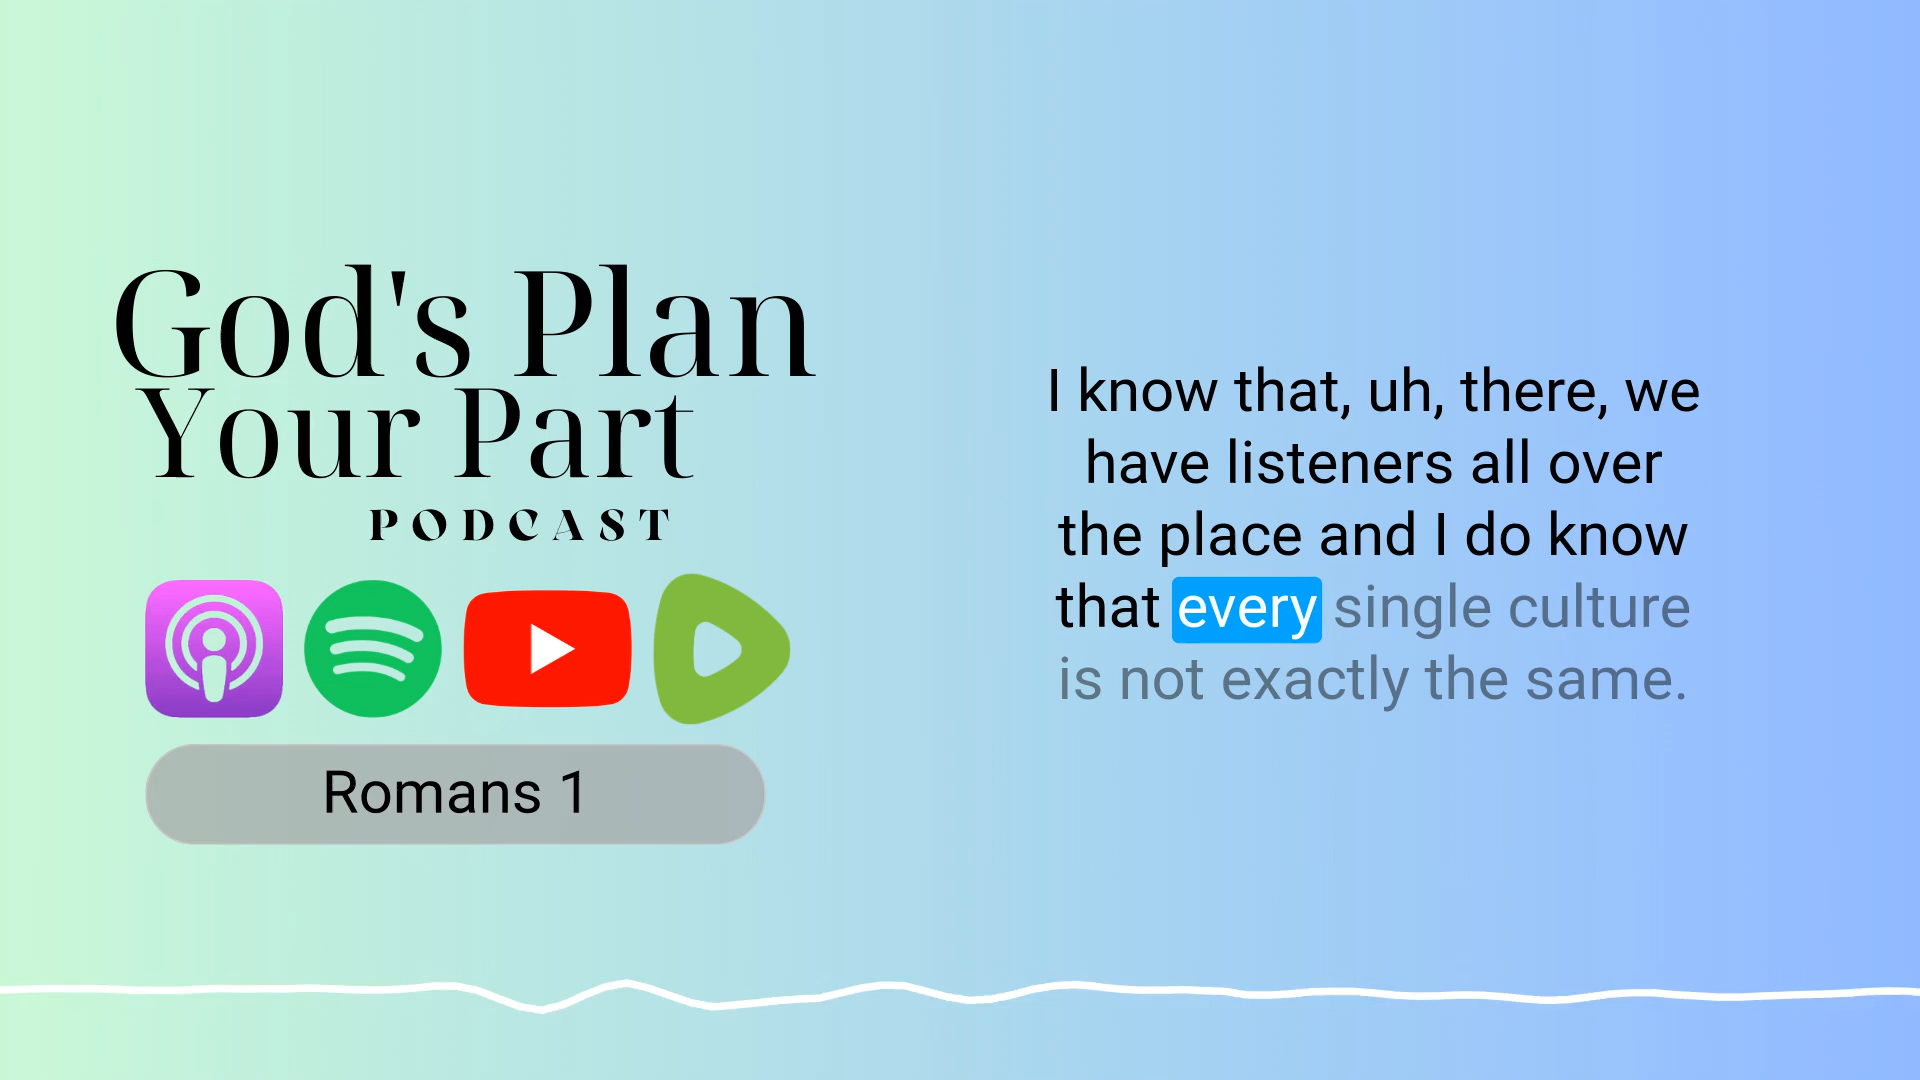 God's Plan
Your Part
PODCAST
Romans 1
I know that, uh, there, we
have listeners all over
the place and I do know
that every single culture
is not exactly the same.